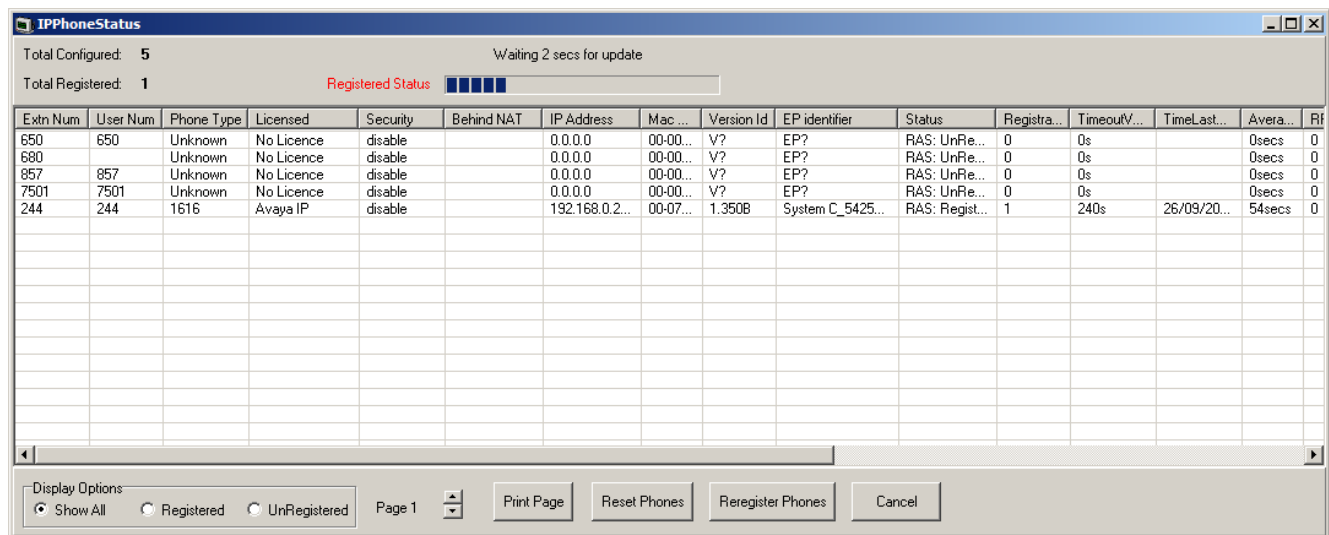 IPPhoneStatus
Total Configured: 5 Waiting 2 secs for update
Total Registered: 1 Registered Status
Extn Num User Num Phone Type Licensed Security Behind NAT IP Address Mac ... Version Id EP identifier Status Registra... TimeoutV... TimeLast... Avera...
650 650 Unknown No Licence disable 0.0.0.0 00-00... V? EP? RAS: UnRe... 0 0s 0secs 0
680 Unknown No Licence disable 0.0.0.0 00-00... V? EP? RAS: UnRe... 0 0s 0secs 0
857 857 Unknown No Licence disable 0.0.0.0 00-00... V? EP? RAS: UnRe... 0 0s 0secs 0
7501 7501 Unknown No Licence disable 0.0.0.0 00-00... V? EP? RAS: UnRe... 0 0s 0secs 0
244 244 1616 Avaya IP disable 192.168.0.2... 00-07... 1.350B System C_5425... RAS: Regist... 1 240s 26/09/20... 54secs 0
Display Options
Show All Registered UnRegistered Page 1 Print Page Reset Phones Reregister Phones Cancel